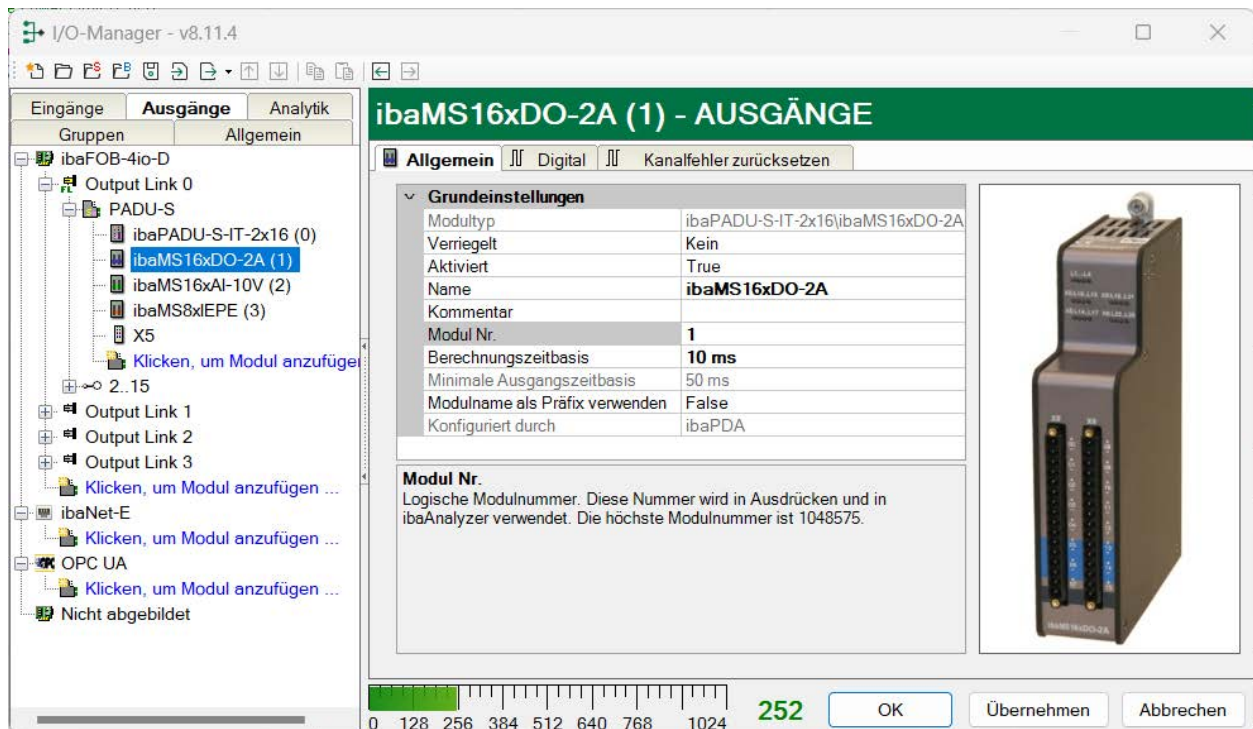 I/O-Manager - v8.11.4
Eingänge Ausgänge Analytik
Gruppen Allgemein
ibaFOB-4io-D
Output Link 0
PADU-S
ibaPADU-S-IT-2x16 (0)
ibaMS16xDO-2A (1)
ibaMS16xAI-10V (2)
ibaMS8xIEPE (3)
X5
Klicken, um Modul anzufüge
2..15
Output Link 1
Output Link 2
Output Link 3
Klicken, um Modul anzufügen ...
ibaNet-E
Klicken, um Modul anzufügen ...
OPC UA
Klicken, um Modul anzufügen ...
Nicht abgebildet
ibaMS16xDO-2A (1) - AUSGÄNGE
Allgemein Digital Kanalfehler zurücksetzen
Grundeinstellungen
Modultyp ibaPADU-S-IT-2x16\ibaMS16xDO-2A
Verriegelt Kein
Aktiviert True
Name ibaMS16xDO-2A
Kommentar
Modul Nr. 1
Berechnungszeitbasis 10 ms
Minimale Ausgangszeitbasis 50 ms
Modulname als Präfix verwenden False
Konfiguriert durch ibaPDA
Modul Nr.
Logische Modulnummer. Diese Nummer wird in Ausdrücken und in
ibaAnalyzer verwendet. Die höchste Modulnummer ist 1048575.
ibaMS16xDO-2A
0 128 256 384 512 640 768 1024
252
OK Übernehmen Abbrechen